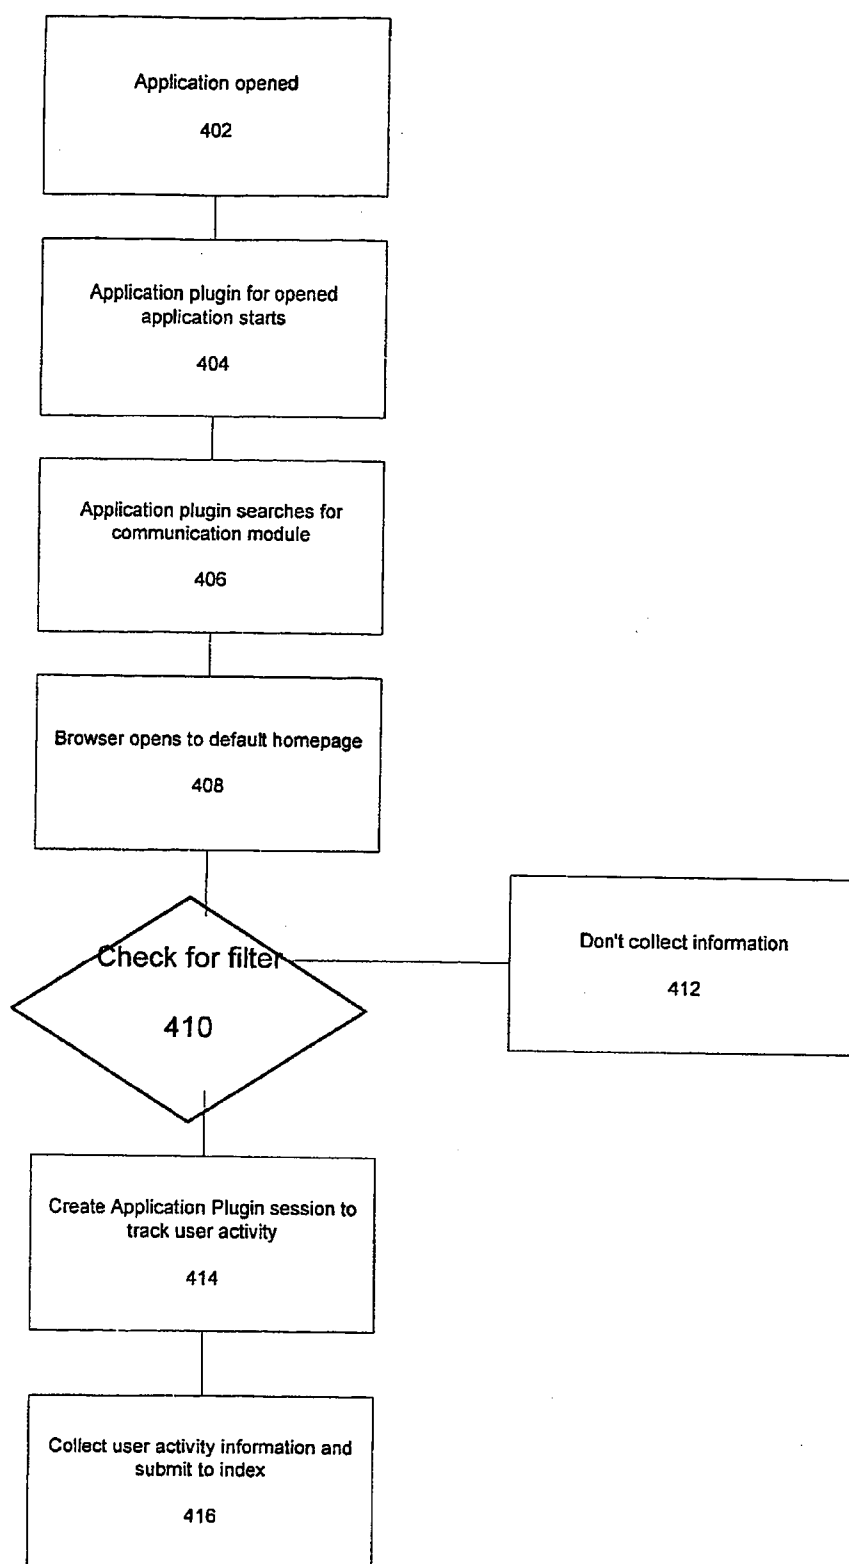 Application opened
402
Application plugin for opened
application starts
404
Application plugin searches for
communication module
406
Browser opens to default homepage
408
Check for filter
410
Don't collect information
412
Create Application Plugin session to
track user activity
414
Collect user activity information and
submit to index
416